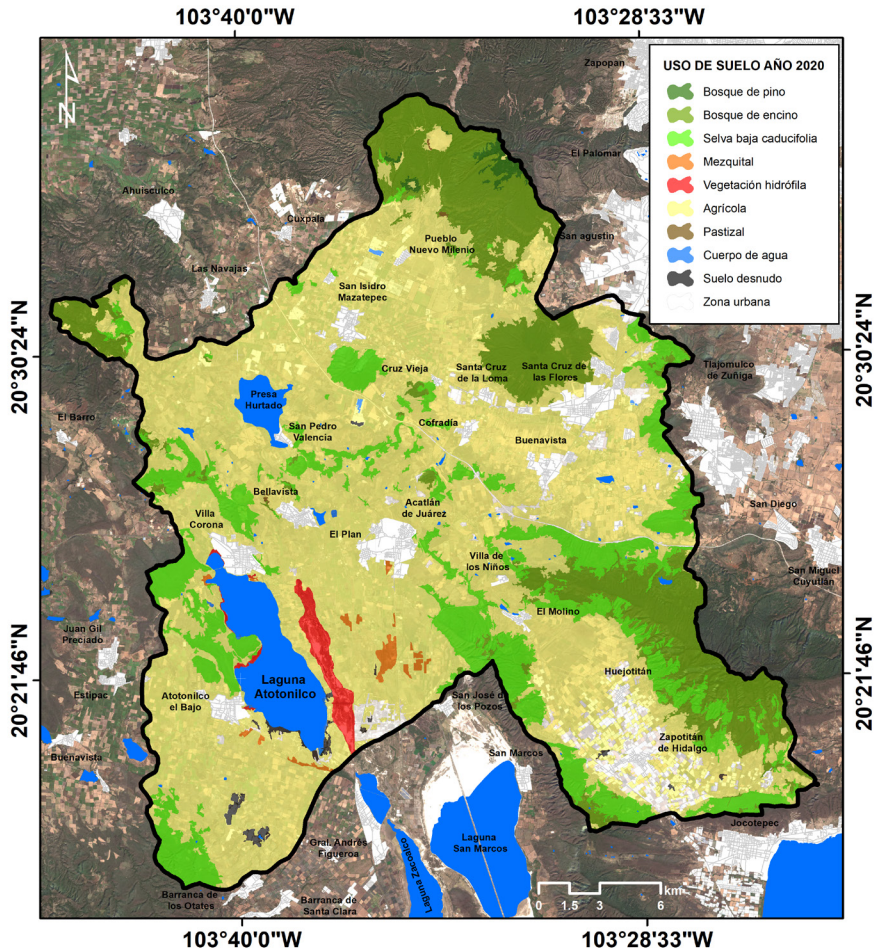 103°40'0"W
103°28'33"W
N
Zapopan
USO DE SUELO AÑO 2020
Bosque de pino
Bosque de encino
Selva baja caducifolia
Mezquital
Vegetación hidrófila
Agrícola
Pastizal
Cuerpo de agua
Suelo desnudo
Zona urbana
El Palomar
Ahuisculco
Cuxpala
San agustin
Pueblo
Nuevo Milenio
Las Navajas
San Isidro
Mazatepec
20°30'24"N
20°30'24"N
Cruz Vieja
Santa Cruz
de la Loma
Santa Cruz de
las Flores
Tlajomulco
de Zuñiga
Presa
Hurtado
El Barro
San Pedro
Valencia
Cofradía
Buenavista
Bellavista
Acatlán
de Juárez
San Diego
Villa
Corona
El Plan
Villa de
los Niños
San Miguel
Cuyutlán
El Molino
Juan Gil
Preciado
20°21'46"N
20°21'46"N
Huejotitán
Laguna
Atotonilco
Estipac
Atotonilco
el Bajo
San José d
los Pozos
Zapotitán
de Hidalgo
Buenavista
San Marcos
Jocotepec
Gral. Andrés
Figueroa
Laguna
San Marcos
Laguna Zacoalco
Barranca de
los Otates
Barranca de
Santa Clara
km
0 1.5 3 6
103°40'0"W
103°28'33"W